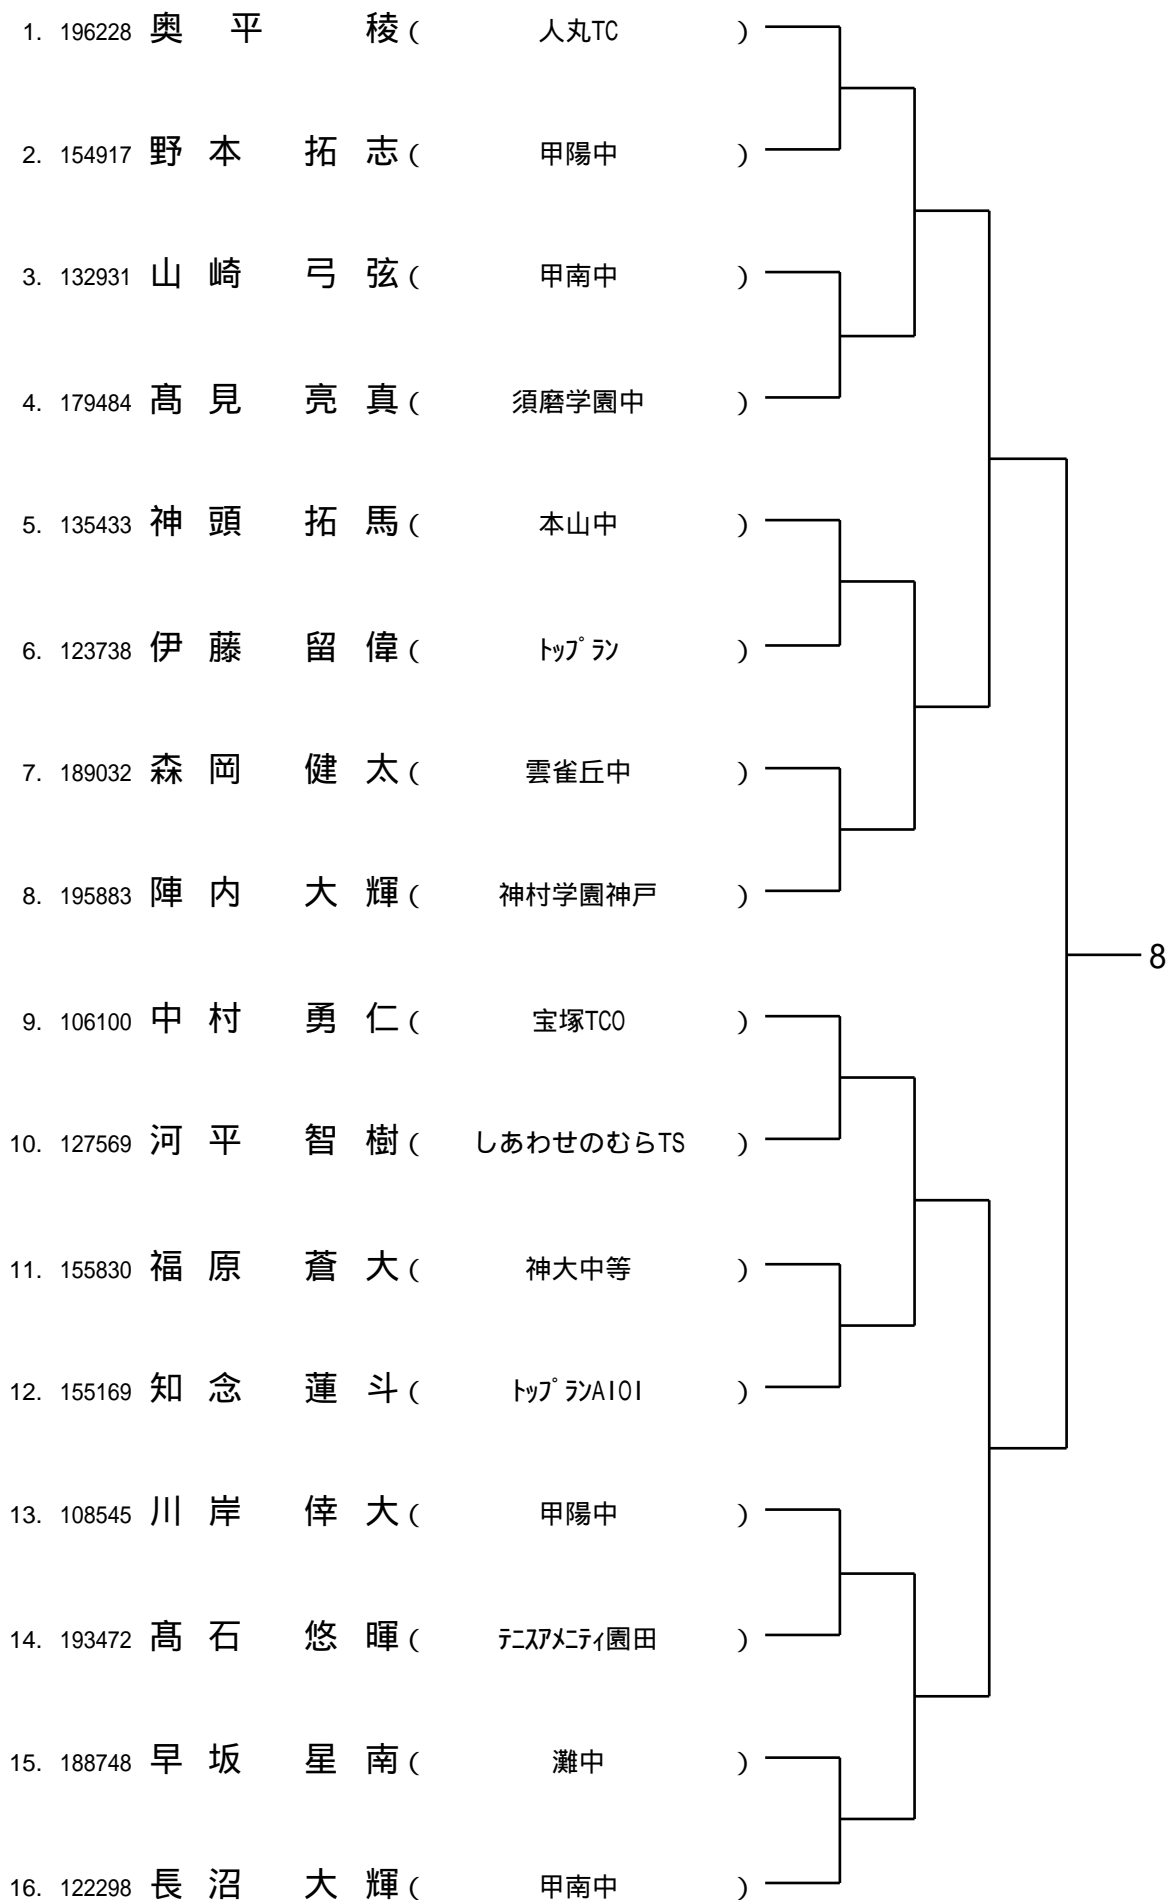 1. 196228 奥 平 稜 ( 人丸TC )
2. 154917 野 本 拓 志 ( 甲陽中 )
3. 132931 山 崎 弓 弦 ( 甲南中 )
4. 179484 髙 見 亮 真 ( 須磨学園中 )
5. 135433 神 頭 拓 馬 ( 本山中 )
6. 123738 伊 藤 留 偉 ( ﾄｯﾌﾟﾗﾝ )
7. 189032 森 岡 健 太 ( 雲雀丘中 )
8. 195883 陣 内 大 輝 ( 神村学園神戸 )
8
9. 106100 中 村 勇 仁 ( 宝塚TCO )
10. 127569 河 平 智 樹 ( しあわせのむらTS )
11. 155830 福 原 蒼 大 ( 神大中等 )
12. 155169 知 念 蓮 斗 ( ﾄｯﾌﾟﾗﾝAIOI )
13. 108545 川 岸 倖 大 ( 甲陽中 )
14. 193472 髙 石 悠 暉 ( ﾃﾆｽｱﾒﾆﾃｨ園田 )
15. 188748 早 坂 星 南 ( 灘中 )
16. 122298 長 沼 大 輝 ( 甲南中 )